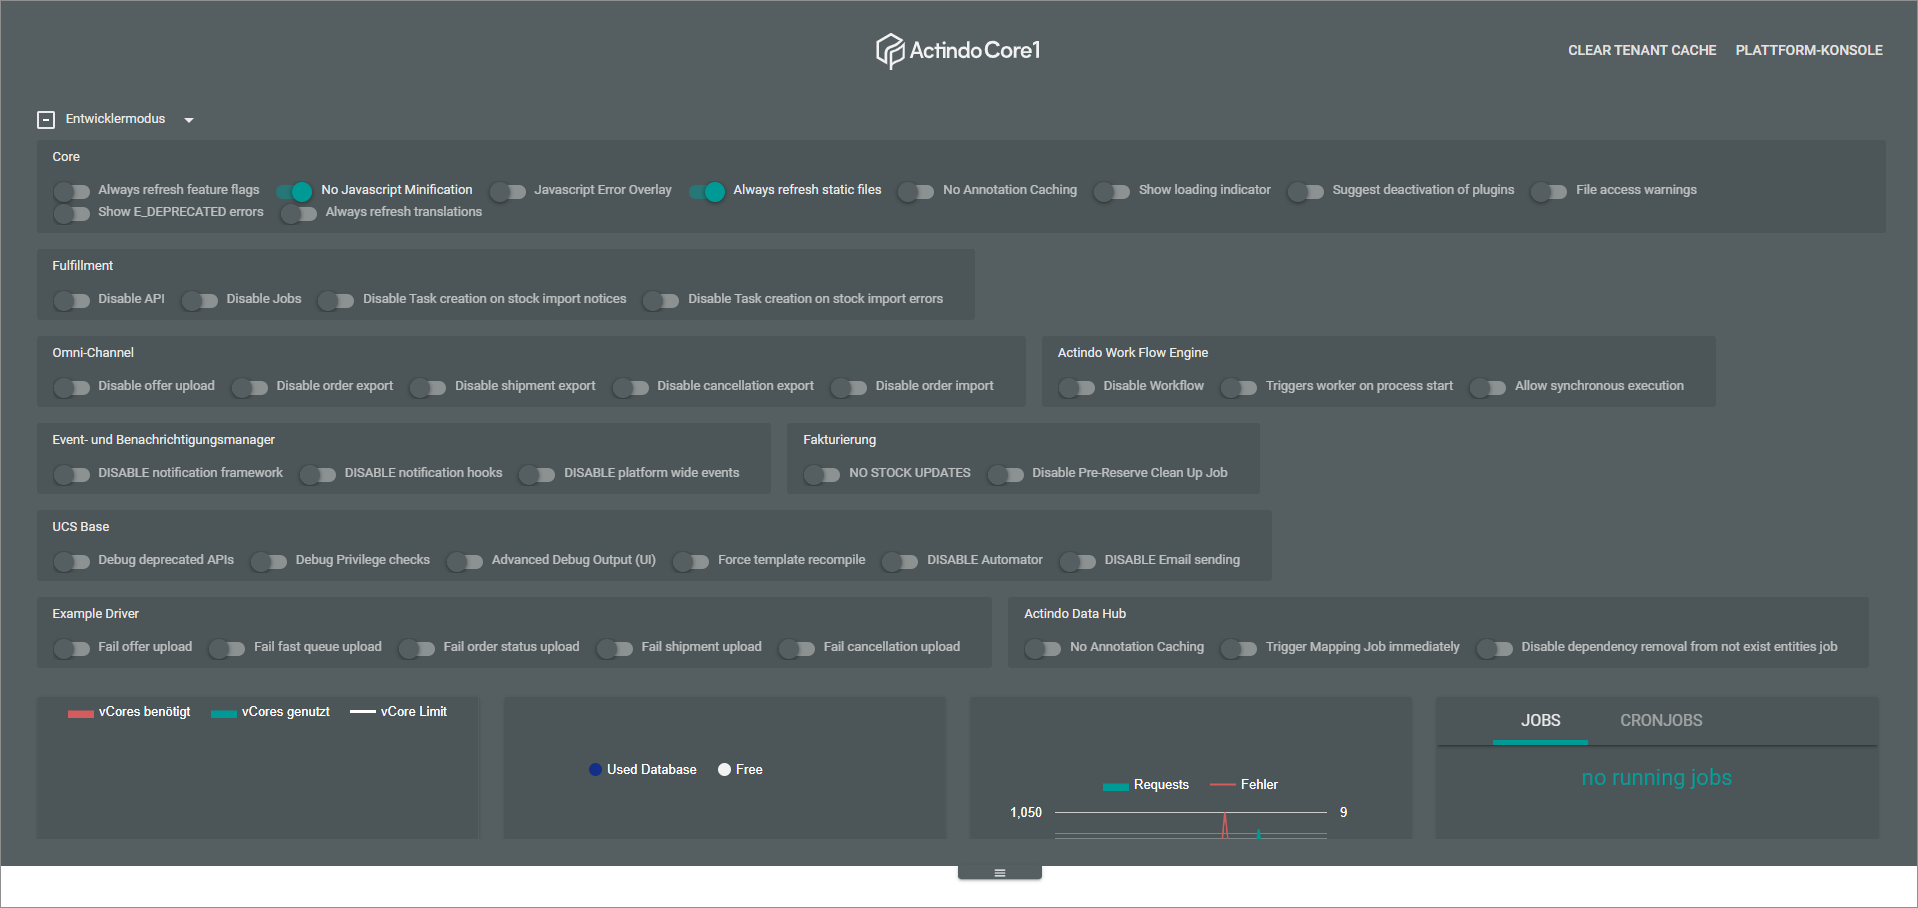 Actindo Core1
CLEAR TENANT CACHE PLATTFORM-KONSOLE
Entwicklermodus
Core
Always refresh feature flags No Javascript Minification Javascript Error Overlay Always refresh static files No Annotation Caching Show loading indicator Suggest deactivation of plugins File access warnings
Show E_DEPRECATED errors Always refresh translations
Fulfillment
Disable API Disable Jobs Disable Task creation on stock import notices Disable Task creation on stock import errors
Omni-Channel
Disable offer upload Disable order export Disable shipment export Disable cancellation export Disable order import
Actindo Work Flow Engine
Disable Workflow Triggers worker on process start Allow synchronous execution
Event- und Benachrichtigungsmanager
DISABLE notification framework DISABLE notification hooks DISABLE platform wide events
Fakturierung
NO STOCK UPDATES Disable Pre-Reserve Clean Up Job
UCS Base
Debug deprecated APIs Debug Privilege checks Advanced Debug Output (UI) Force template recompile DISABLE Automator DISABLE Email sending
Example Driver
Fail offer upload Fail fast queue upload Fail order status upload Fail shipment upload Fail cancellation upload
Actindo Data Hub
No Annotation Caching Trigger Mapping Job immediately Disable dependency removal from not exist entities job
vCores benötigt vCores genutzt vCore Limit
Used Database Free
Requests Fehler
1,050 9
JOBS CRONJOBS
no running jobs